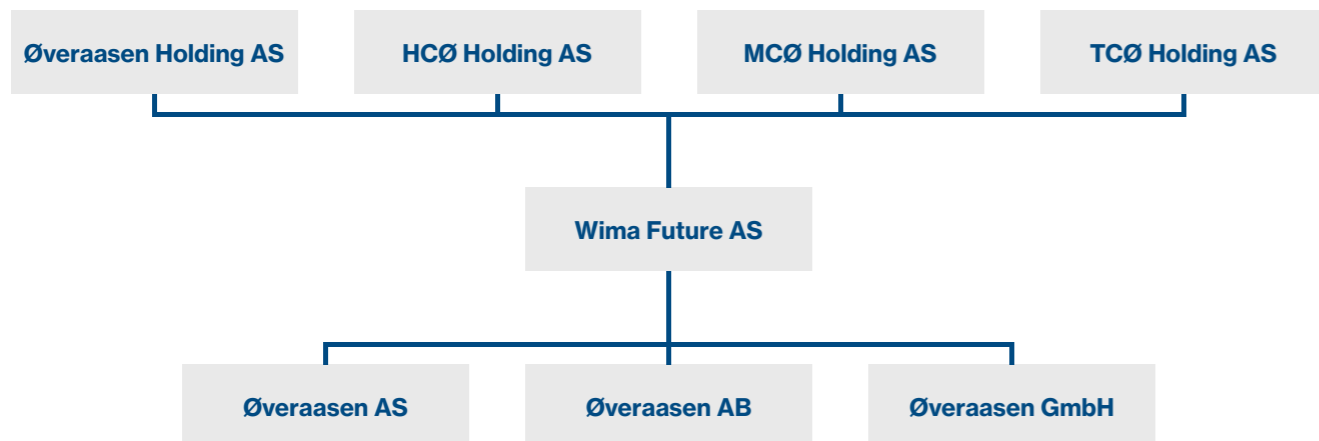 Øveraasen Holding AS
HCØ Holding AS
MCØ Holding AS
TCØ Holding AS
Wima Future AS
Øveraasen AS
Øveraasen AB
Øveraasen GmbH